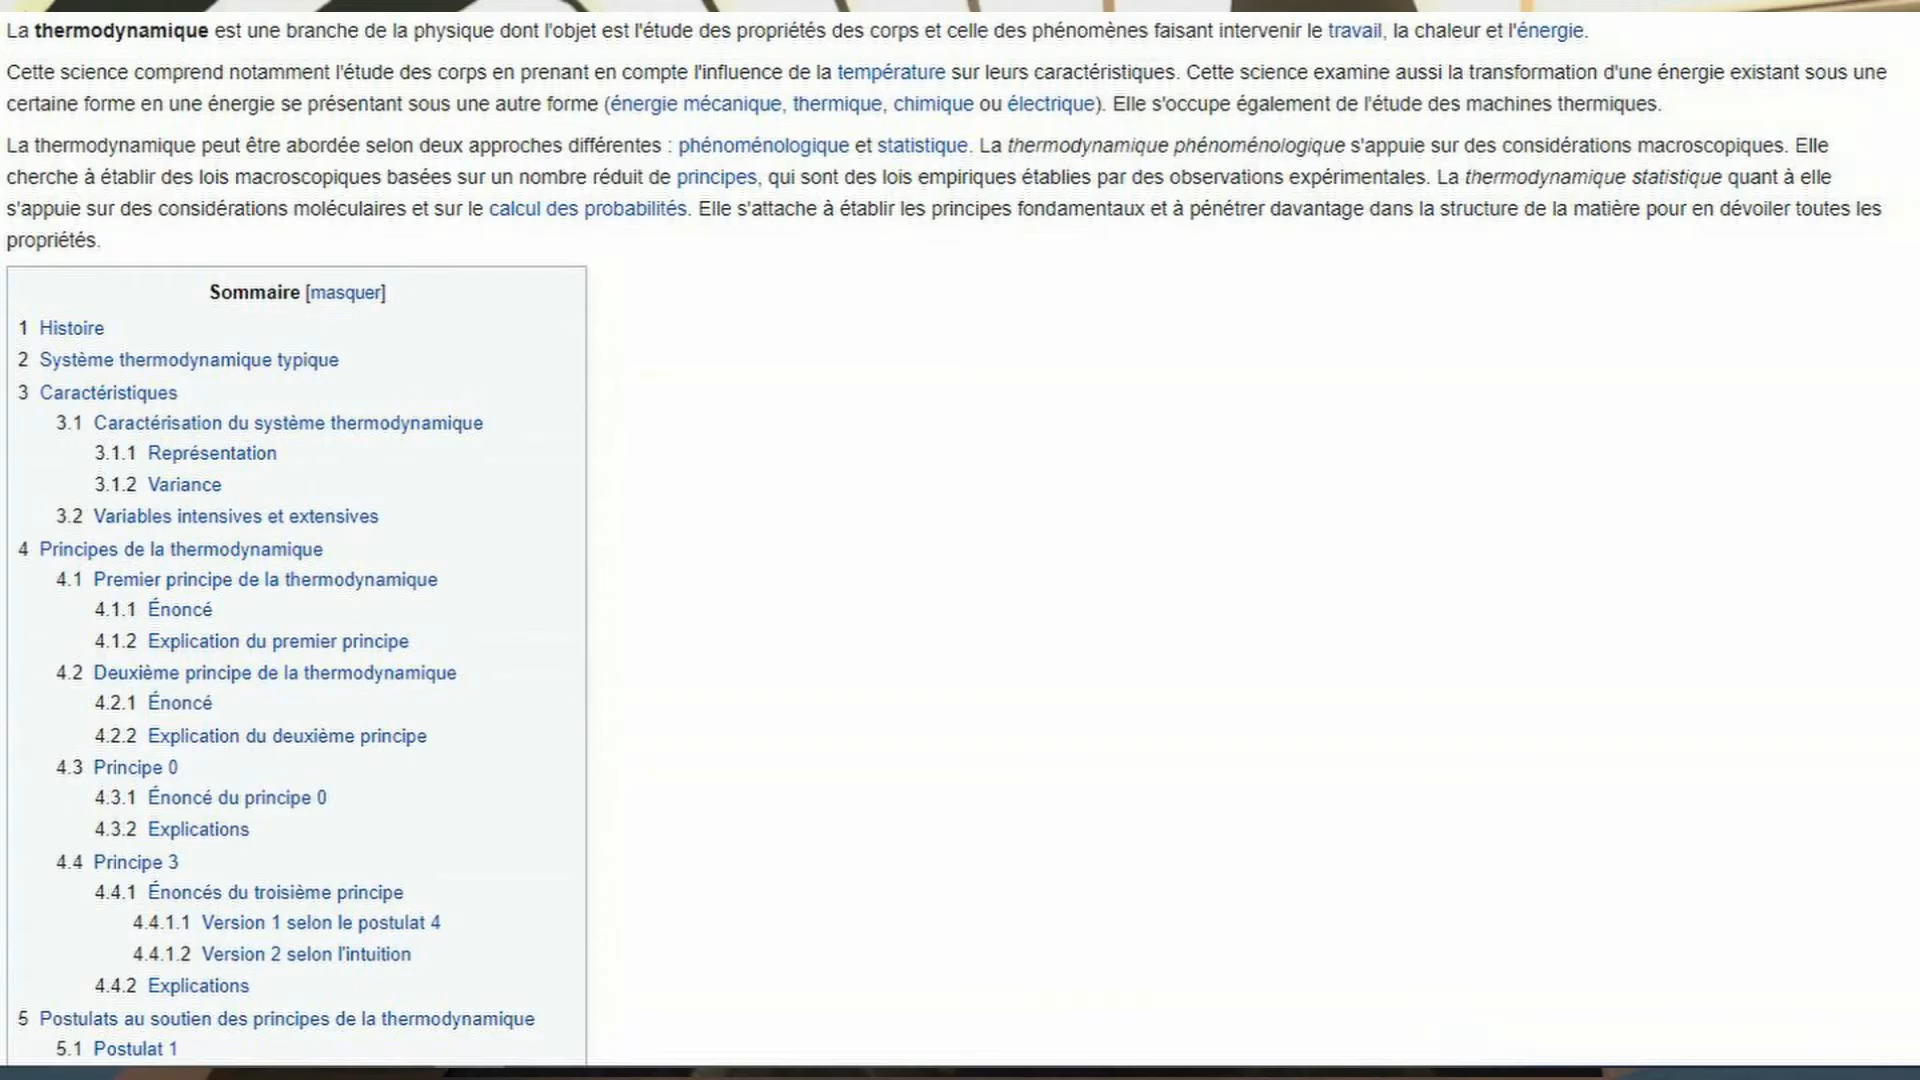 La thermodynamique est une branche de la physique dont l'objet est l'étude des propriétés des corps et celle des phénomènes faisant intervenir le travail, la chaleur et l'énergie.
Cette science comprend notamment l'étude des corps en prenant en compte l'influence de la température sur leurs caractéristiques. Cette science examine aussi la transformation d'une énergie existant sous une
certaine forme en une énergie se présentant sous une autre forme (énergie mécanique, thermique, chimique ou électrique). Elle s'occupe également de l'étude des machines thermiques.
La thermodynamique peut être abordée selon deux approches différentes : phénoménologique et statistique. La thermodynamique phénoménologique s'appuie sur des considérations macroscopiques. Elle
cherche à établir des lois macroscopiques basées sur un nombre réduit de principes, qui sont des lois empiriques établies par des observations expérimentales. La thermodynamique statistique quant à elle
s'appuie sur des considérations moléculaires et sur le calcul des probabilités. Elle s'attache à établir les principes fondamentaux et à pénétrer davantage dans la structure de la matière pour en dévoiler toutes les
propriétés.
Sommaire [masquer]
1 Histoire
2 Système thermodynamique typique
3 Caractéristiques
3.1 Caractérisation du système thermodynamique
3.1.1 Représentation
3.1.2 Variance
3.2 Variables intensives et extensives
4 Principes de la thermodynamique
4.1 Premier principe de la thermodynamique
4.1.1 Énoncé
4.1.2 Explication du premier principe
4.2 Deuxième principe de la thermodynamique
4.2.1 Énoncé
4.2.2 Explication du deuxième principe
4.3 Principe 0
4.3.1 Énoncé du principe 0
4.3.2 Explications
4.4 Principe 3
4.4.1 Énoncés du troisième principe
4.4.1.1 Version 1 selon le postulat 4
4.4.1.2 Version 2 selon l'intuition
4.4.2 Explications
5 Postulats au soutien des principes de la thermodynamique
5.1 Postulat 1